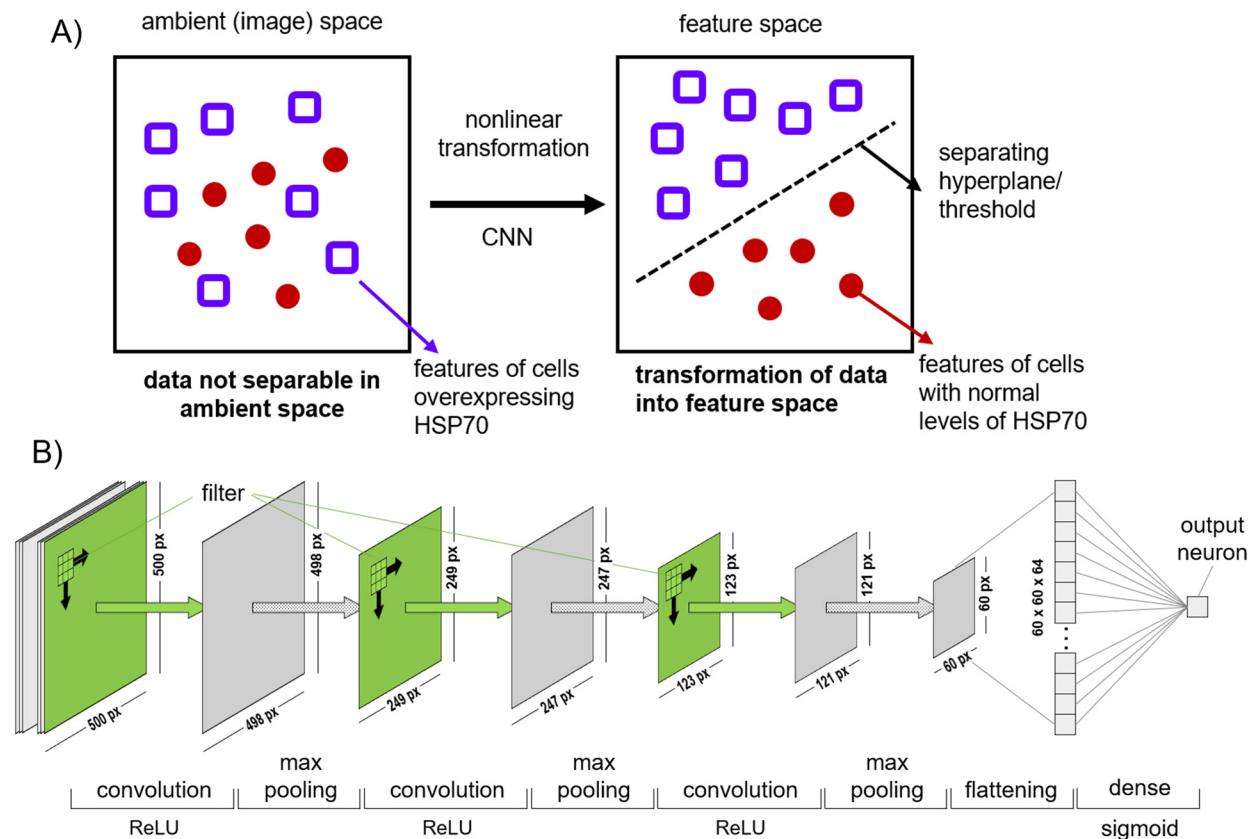 A)
ambient (image) space
feature space
nonlinear
transformation
CNN
separating
hyperplane/
threshold
data not separable in
ambient space
features of cells
overexpressing
HSP70
transformation of data
into feature space
features of cells
with normal
levels of HSP70
B)
filter
500 px
500 px
498 px
498 px
249 px
249 px
247 px
247 px
123 px
123 px
121 px
121 px
60 px
60 px
60 x 60 x 64
output
neuron
convolution
ReLU
max
pooling
convolution
ReLU
max
pooling
convolution
ReLU
max
pooling
flattening
dense
sigmoid